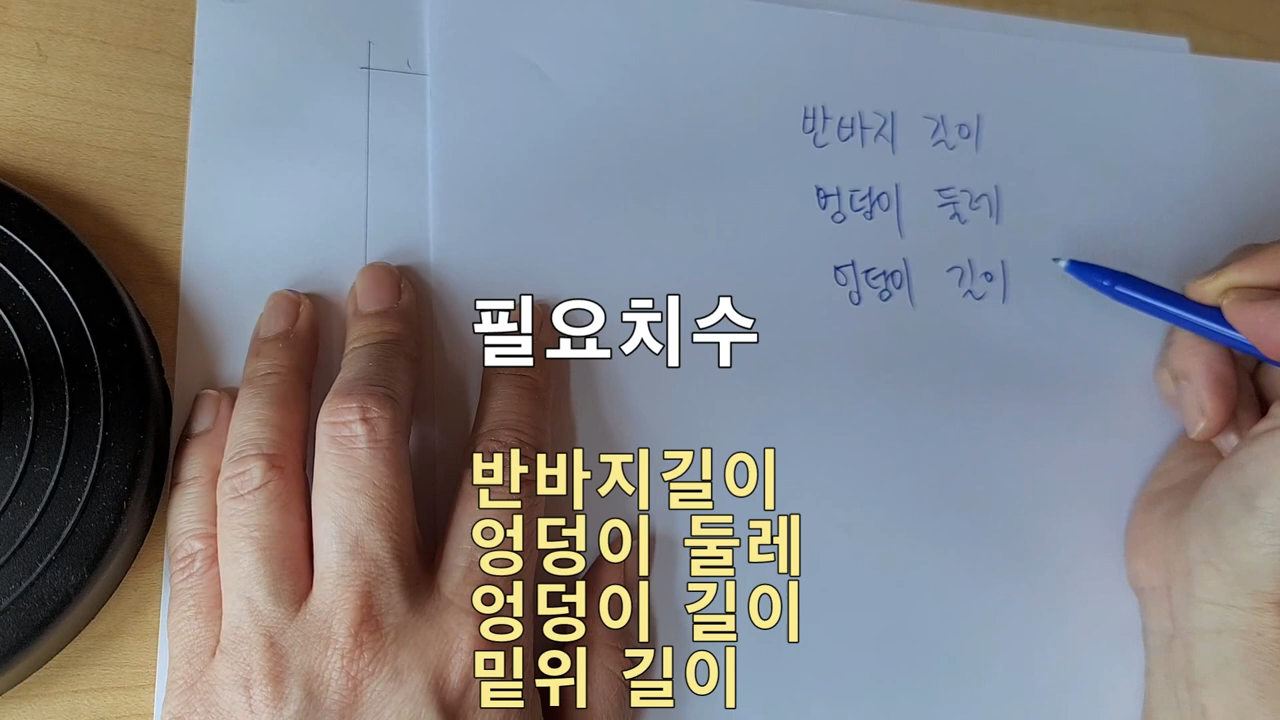 반바지 길이
엉덩이 둘레
엉덩이 길이
필요치수
반바지길이
엉덩이 둘레
엉덩이 길이
밑위 길이